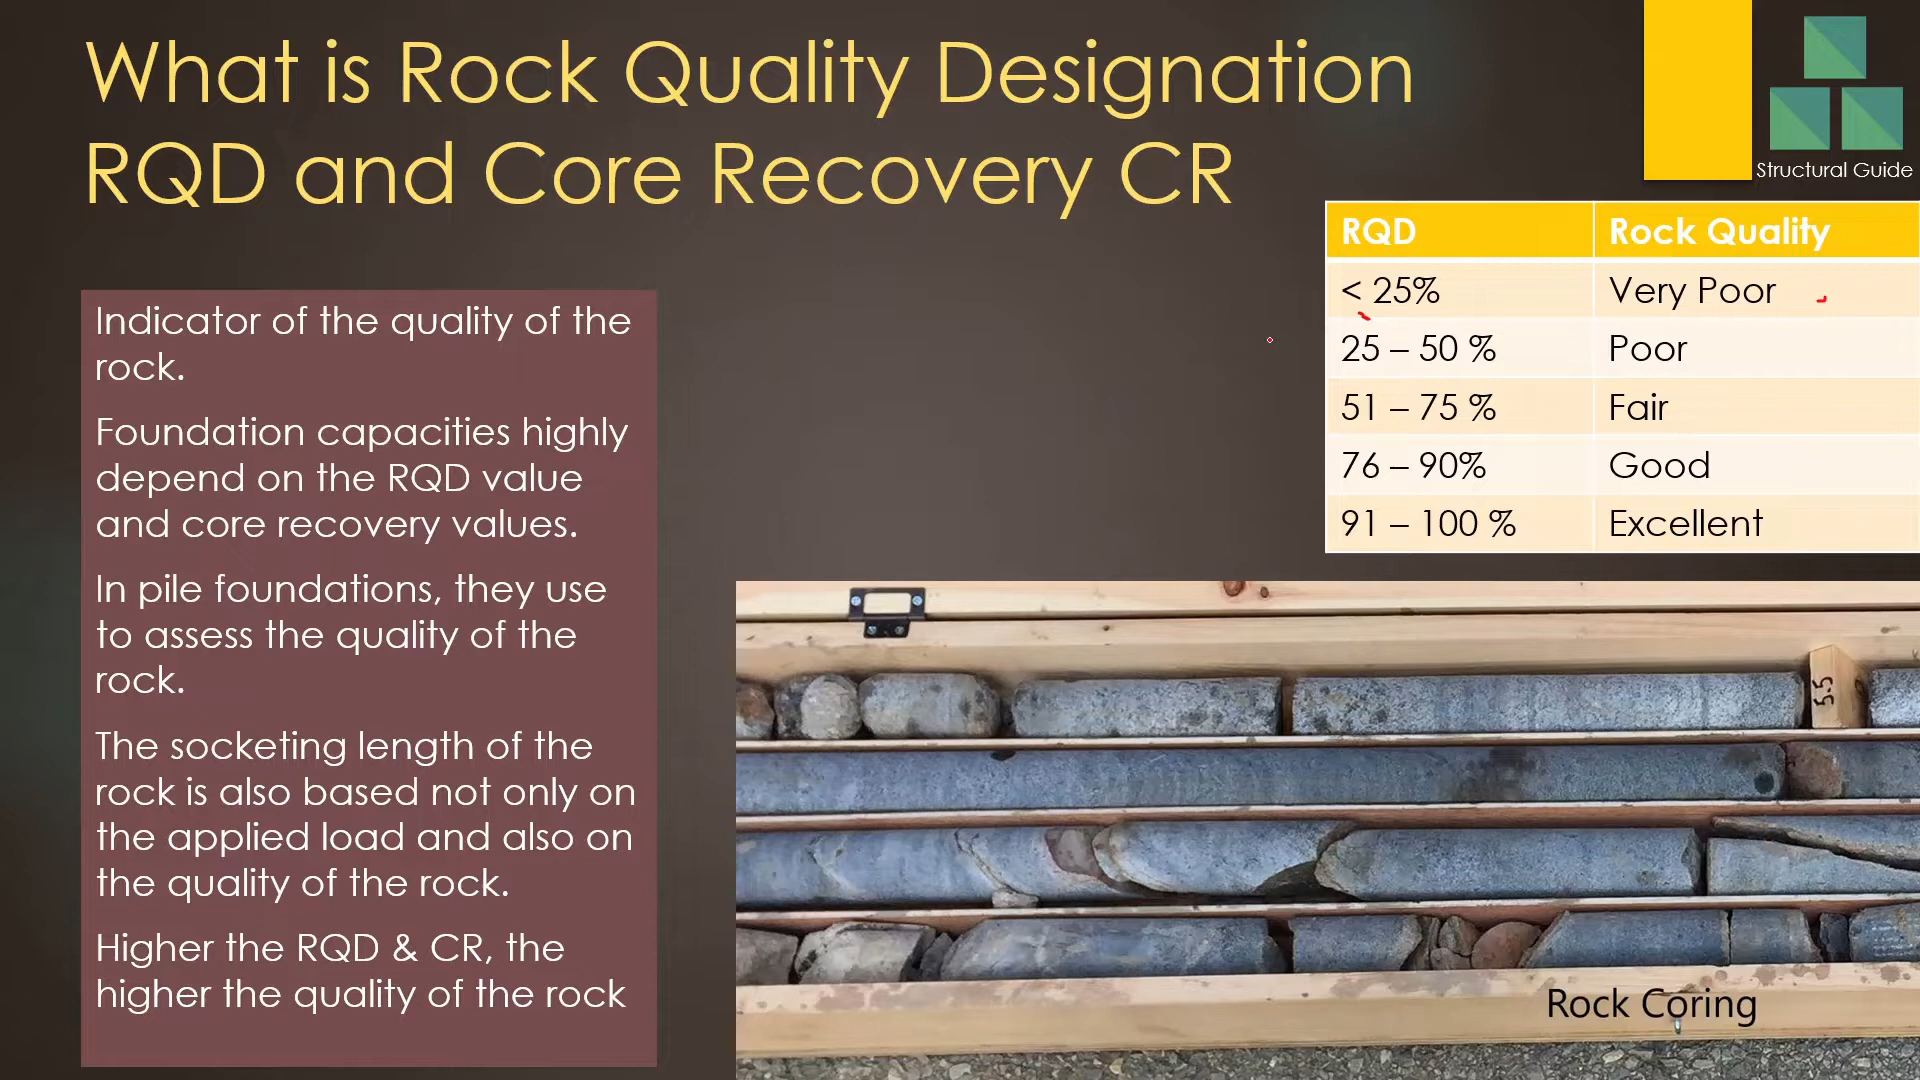 What is Rock Quality Designation
RQD and Core Recovery CR
Structural Guide
RQD Rock Quality
< 25% Very Poor
25 – 50 % Poor
51 – 75 % Fair
76 – 90% Good
91 – 100 % Excellent
Indicator of the quality of the
rock.
Foundation capacities highly
depend on the RQD value
and core recovery values.
In pile foundations, they use
to assess the quality of the
rock.
The socketing length of the
rock is also based not only on
the applied load and also on
the quality of the rock.
Higher the RQD & CR, the
higher the quality of the rock
5.5
Rock Coring